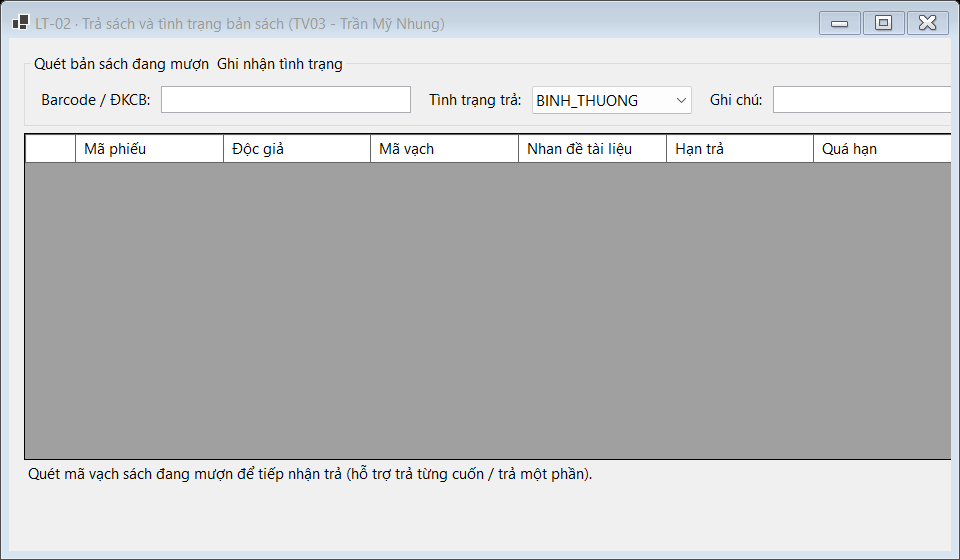 LT-02 · Trả sách và tình trạng bản sách (TV03 - Trần Mỹ Nhung)
Quét bản sách đang mượn  Ghi nhận tình trạng
Barcode / ĐKCB: Tình trạng trả: BINH_THUONG Ghi chú:
Mã phiếu Độc giả Mã vạch Nhan đề tài liệu Hạn trả Quá hạn
Quét mã vạch sách đang mượn để tiếp nhận trả (hỗ trợ trả từng cuốn / trả một phần).